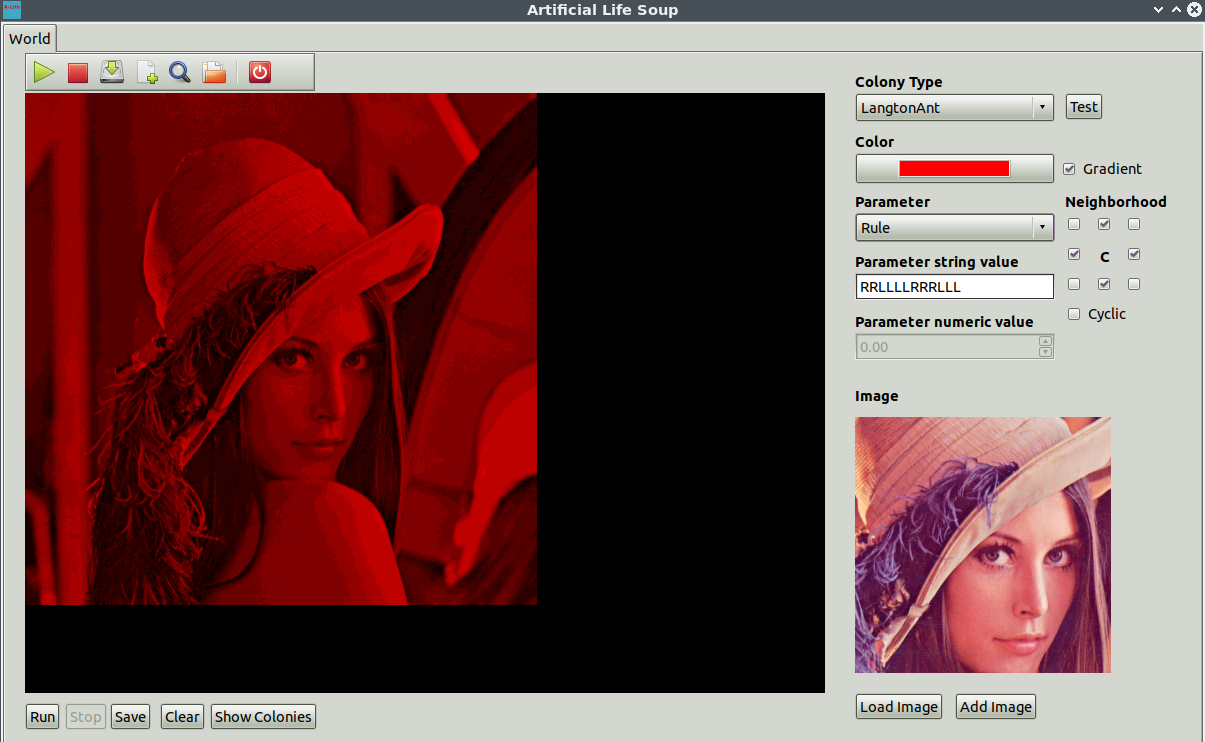 Artificial Life Soup
World
Colony Type
LangtonAnt
Test
Color
Gradient
Parameter
Neighborhood
Rule
C
Parameter string value
RRLLLLRRRLLL
Cyclic
Parameter numeric value
0.00
Image
Load Image
Add Image
Run
Stop
Save
Clear
Show Colonies